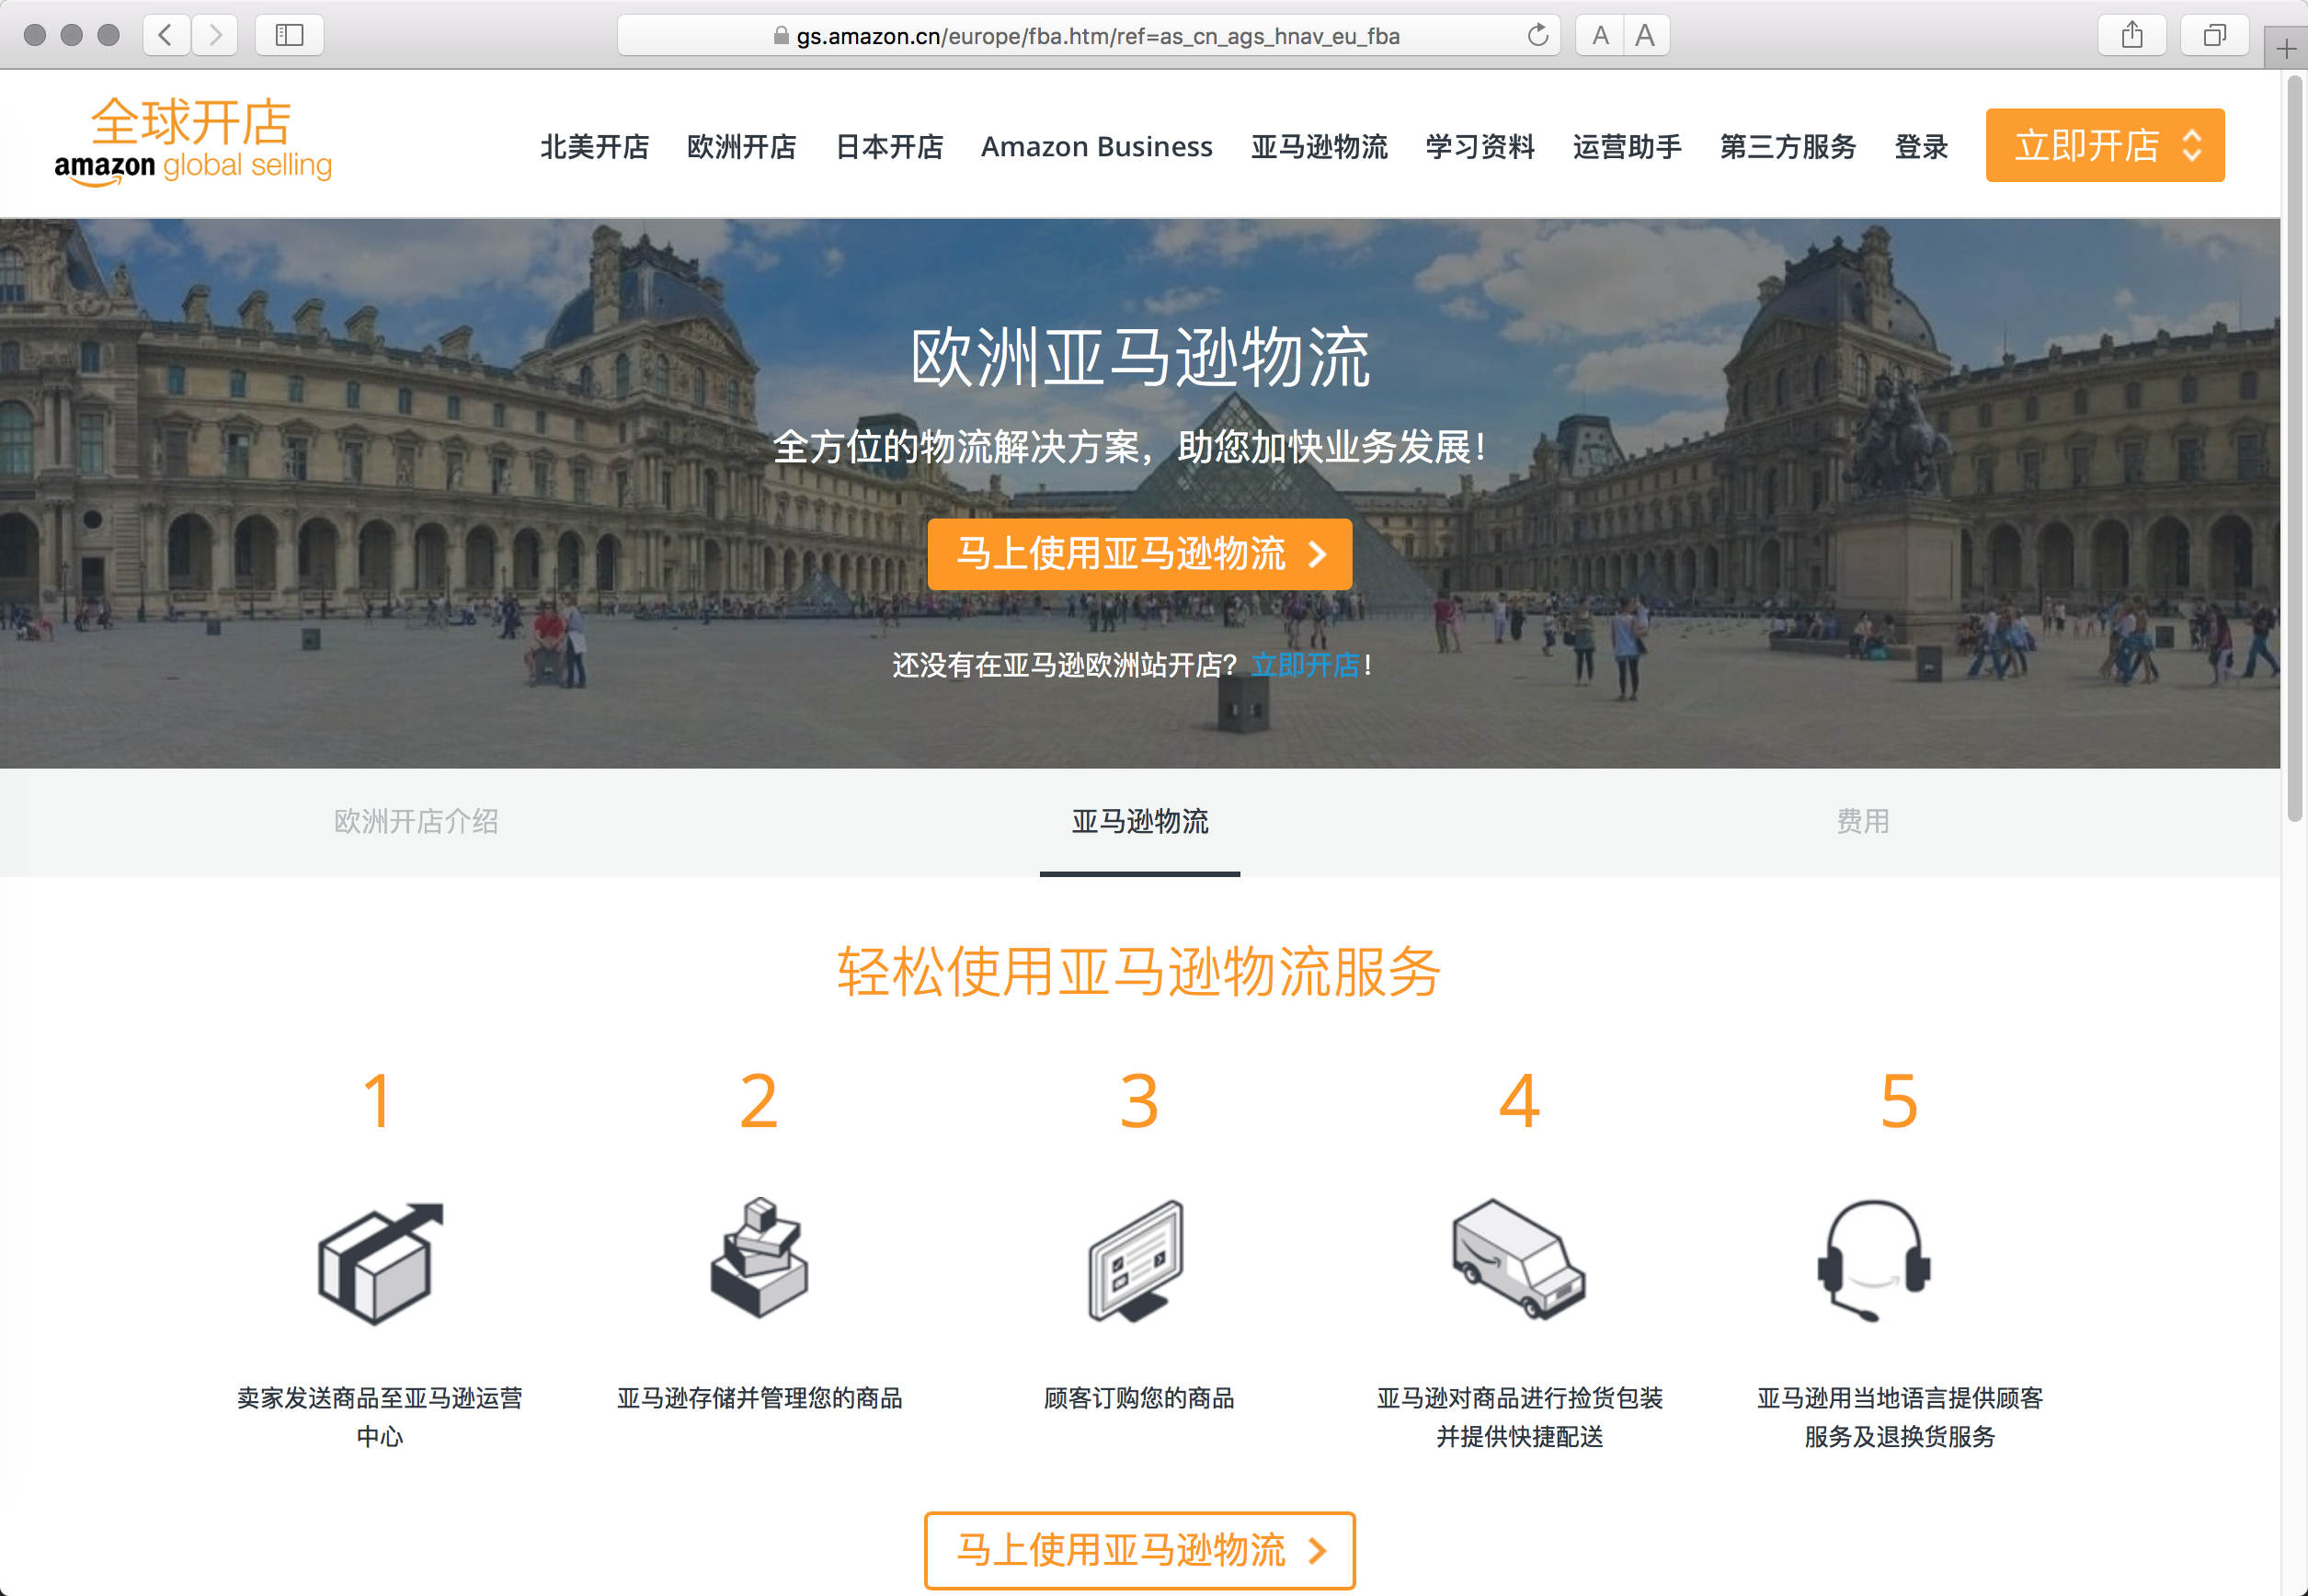 gs.amazon.cn/europe/fba.htm/ref=as_cn_ags_hnav_eu_fba
A A
全球开店
amazon global selling
北美开店 欧洲开店 日本开店 Amazon Business 亚马逊物流 学习资料 运营助手 第三方服务 登录 立即开店
欧洲亚马逊物流
全方位的物流解决方案，助您加快业务发展！
马上使用亚马逊物流
还没有在亚马逊欧洲站开店？立即开店！
欧洲开店介绍 亚马逊物流 费用
轻松使用亚马逊物流服务
1 2 3 4 5
卖家发送商品至亚马逊运营
中心
亚马逊存储并管理您的商品
顾客订购您的商品
亚马逊对商品进行捡货包装
并提供快捷配送
亚马逊用当地语言提供顾客
服务及退换货服务
马上使用亚马逊物流